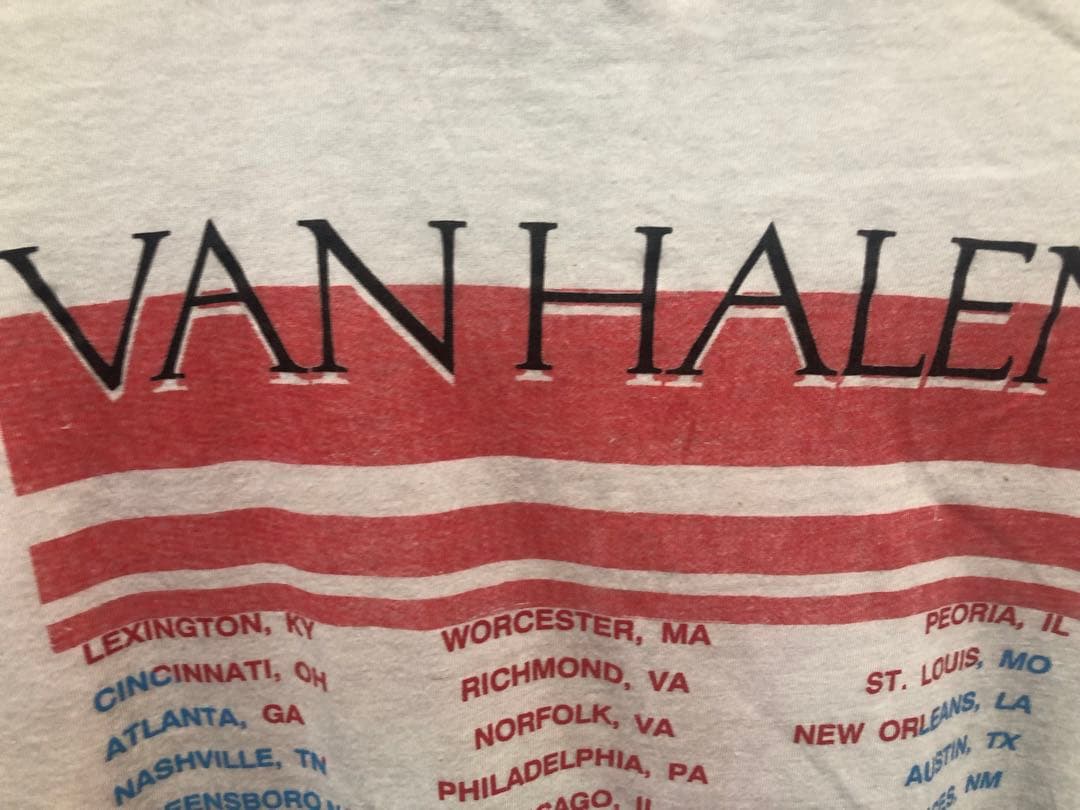 VAN HALEN
LEXINGTON, KY
CINCINNATI, OH
ATLANTA, GA
NASHVILLE, TN
WORCESTER, MA
RICHMOND, VA
NORFOLK, VA
PHILADELPHIA, PA
PEORIA, IL
ST. LOUIS, MO
NEW ORLEANS, LA
AUSTIN, TX
NM